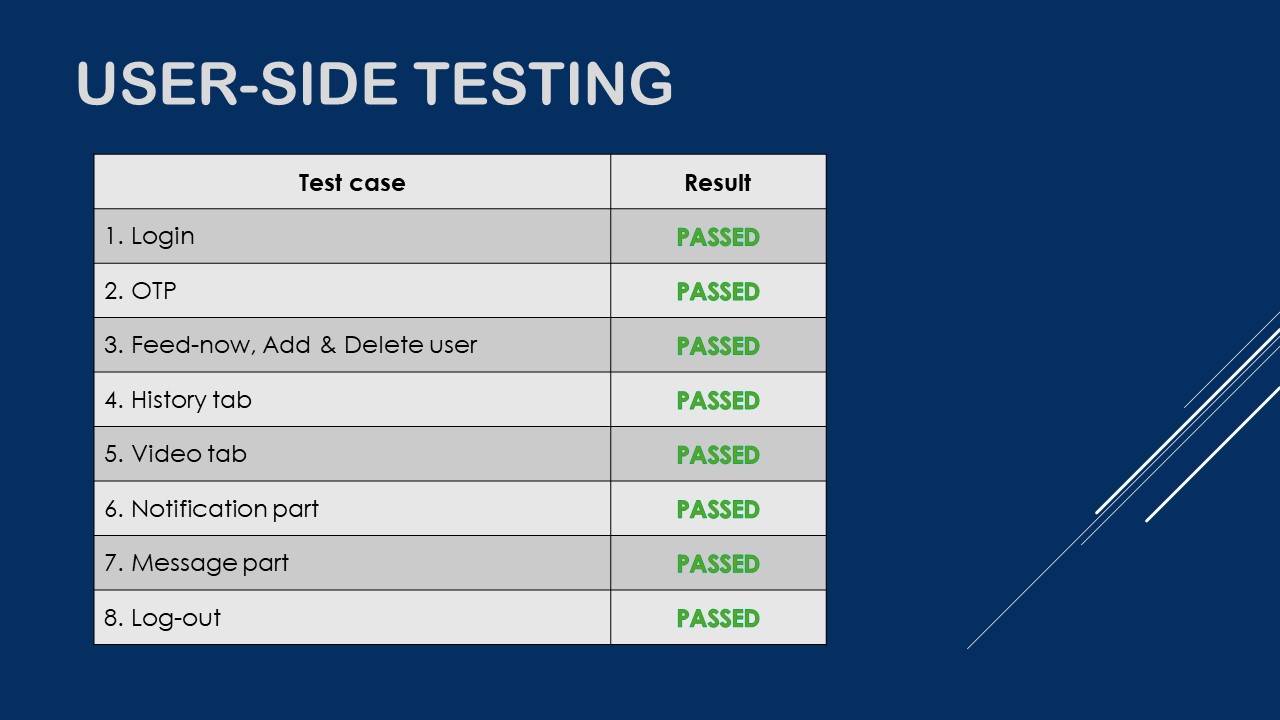 USER-SIDE TESTING
Test case Result
1. Login PASSED
2. OTP PASSED
3. Feed-now, Add & Delete user PASSED
4. History tab PASSED
5. Video tab PASSED
6. Notification part PASSED
7. Message part PASSED
8. Log-out PASSED